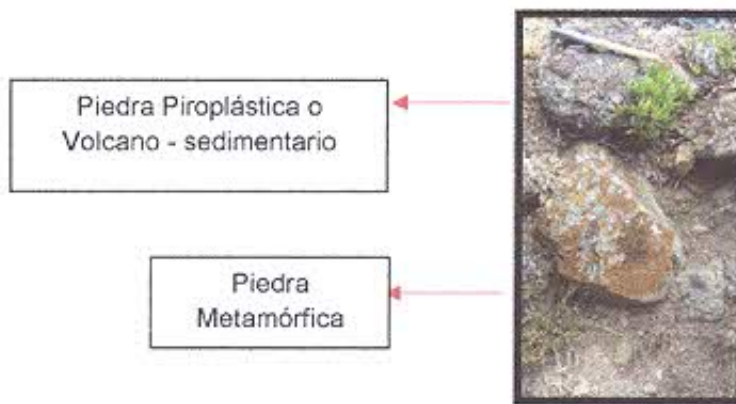 Piedra Piroplástica o
Volcano - sedimentario
Piedra
Metamórfica